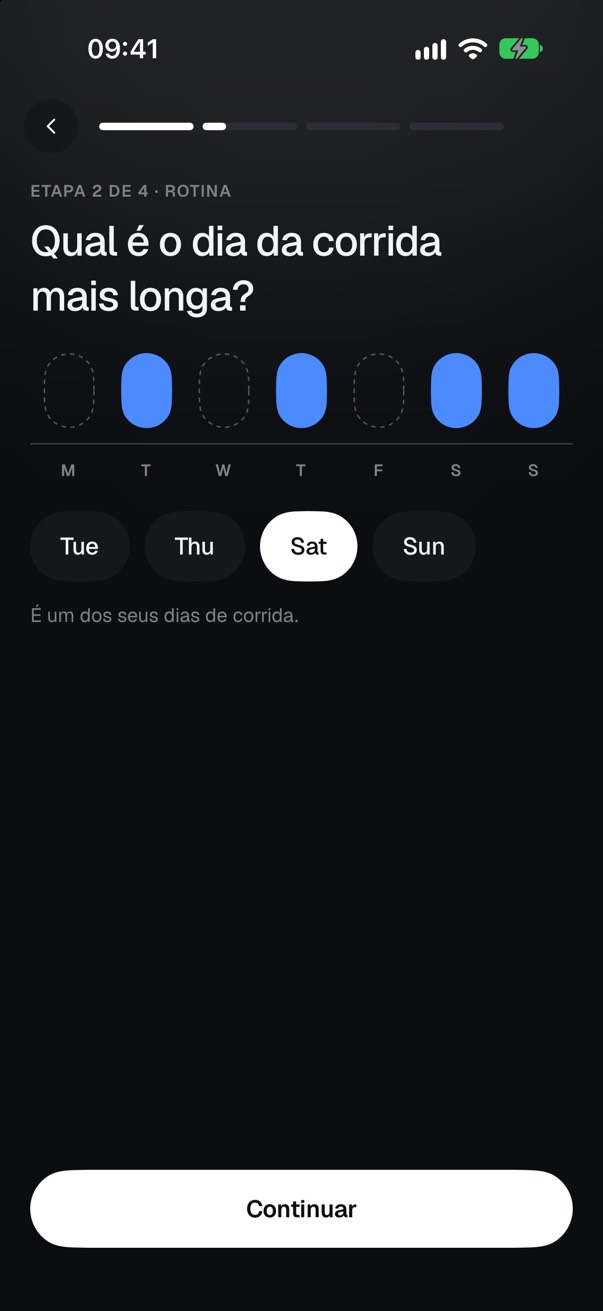 09:41
ETAPA 2 DE 4 · ROTINA
Qual é o dia da corrida
mais longa?
M T W T F S S
Tue Thu Sat Sun
É um dos seus dias de corrida.
Continuar